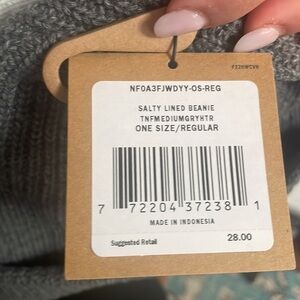 NF0A3FJWDYY-OS-REG
SALTY LINED BEANIE
TNFMEDIUMGRYHTR
ONE SIZE/REGULAR
7 72204 37238 1
MADE IN INDONESIA
Suggested Retail 28.00